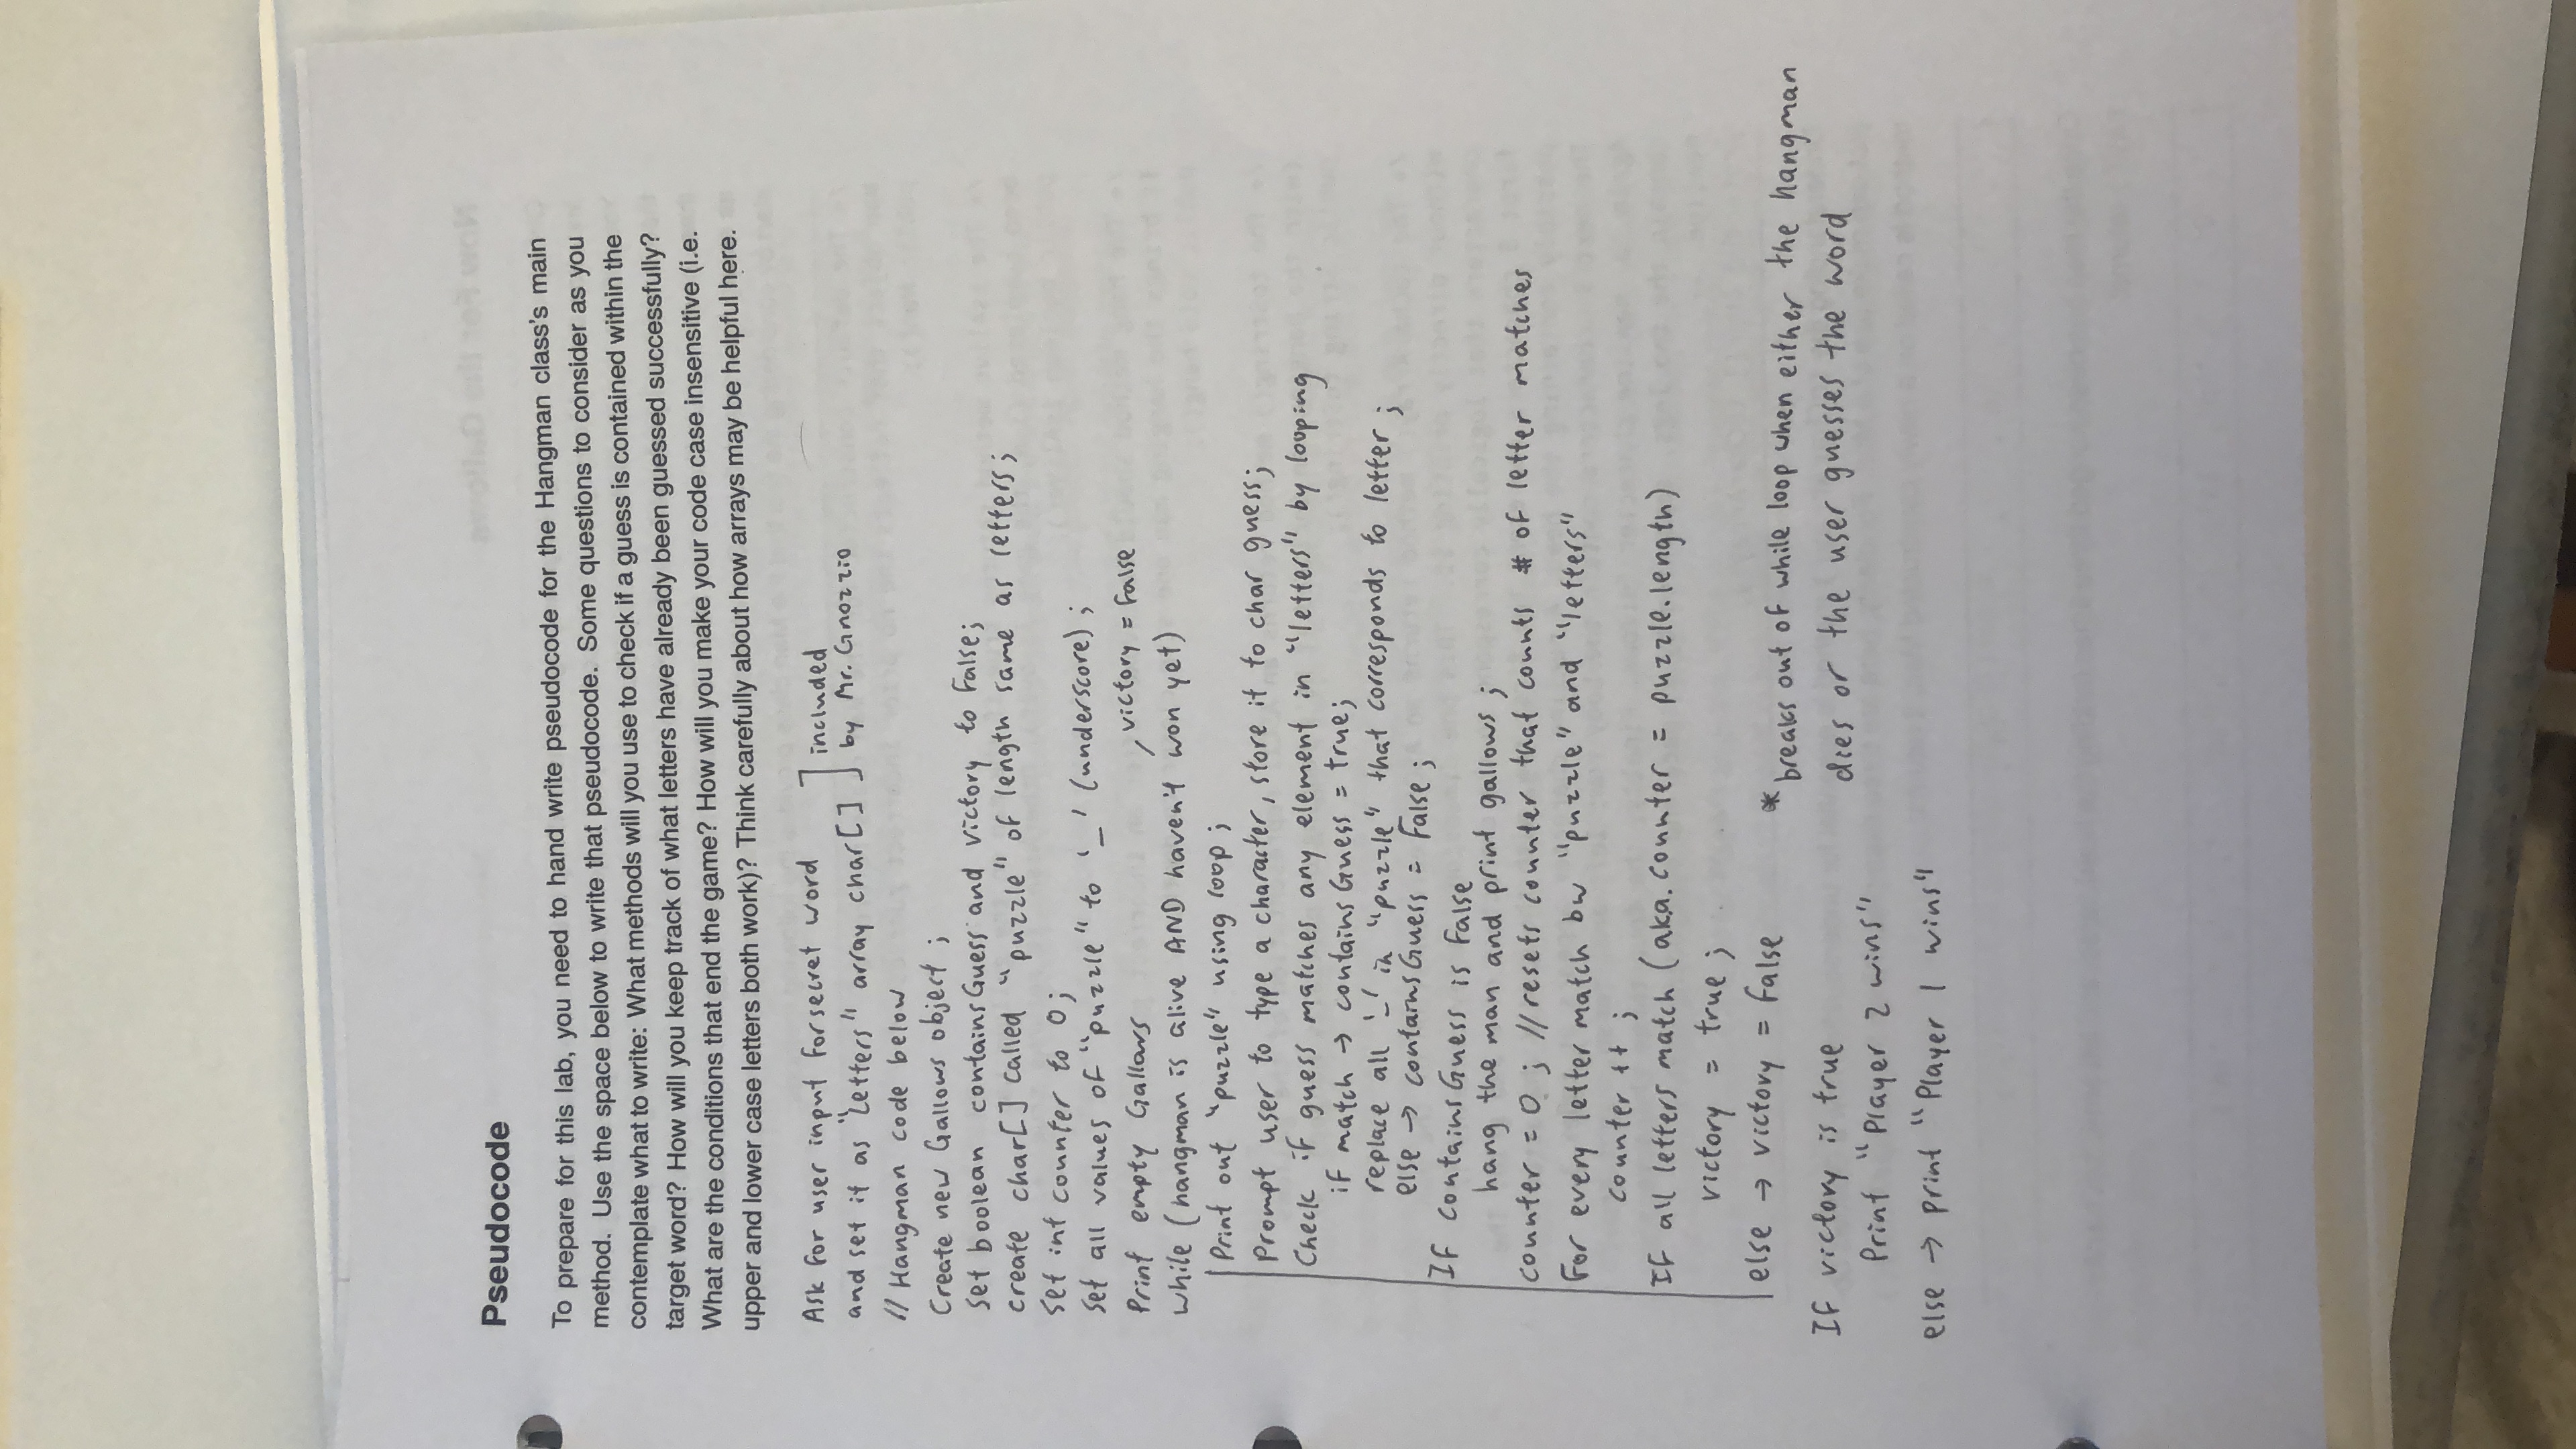 Pseudocode
To prepare for this lab, you need to hand write pseudocode for the Hangman class's main
method. Use the space below to write that pseudocode. Some questions to consider as you
contemplate what to write: What methods will you use to check if a guess is contained within the
target word? How will you keep track of what letters have already been guessed successfully?
What are the conditions that end the game? How will you make your code case insensitive (i.e.
upper and lower case letters both work)? Think carefully about how arrays may be helpful here.
Ask for user input for secret word
and set it as "letters" array char[] ] included by Mr. Gnozzio
// Hangman code below
Create new Gallows object ;
Set boolean containsGuess and victory to false;
create char[] called "puzzle" of length same as letters;
Set int counter to 0;
Set all values of "puzzle" to '_' (underscore) ;
Print empty Gallows
victory = false
while (hangman is alive AND haven't won yet)
Print out "puzzle" using loop ;
Prompt user to type a character, store it to char guess;
Check if guess matches any element in "letters" by looping
if match → containsGuess = true;
replace all '_' in "puzzle" that corresponds to letter ;
else → containsGuess = false ;
If containsGuess is false
hang the man and print gallows ;
counter = 0 ; // resets counter that counts # of letter matches
For every letter match bw "puzzle" and "letters"
counter ++ ;
If all letters match (aka. counter = puzzle.length)
victory = true ;
else → victory = false
* breaks out of while loop when either the hangman
dies or the user guesses the word
If victory is true
Print "Player 2 wins"
else → print "Player 1 wins"